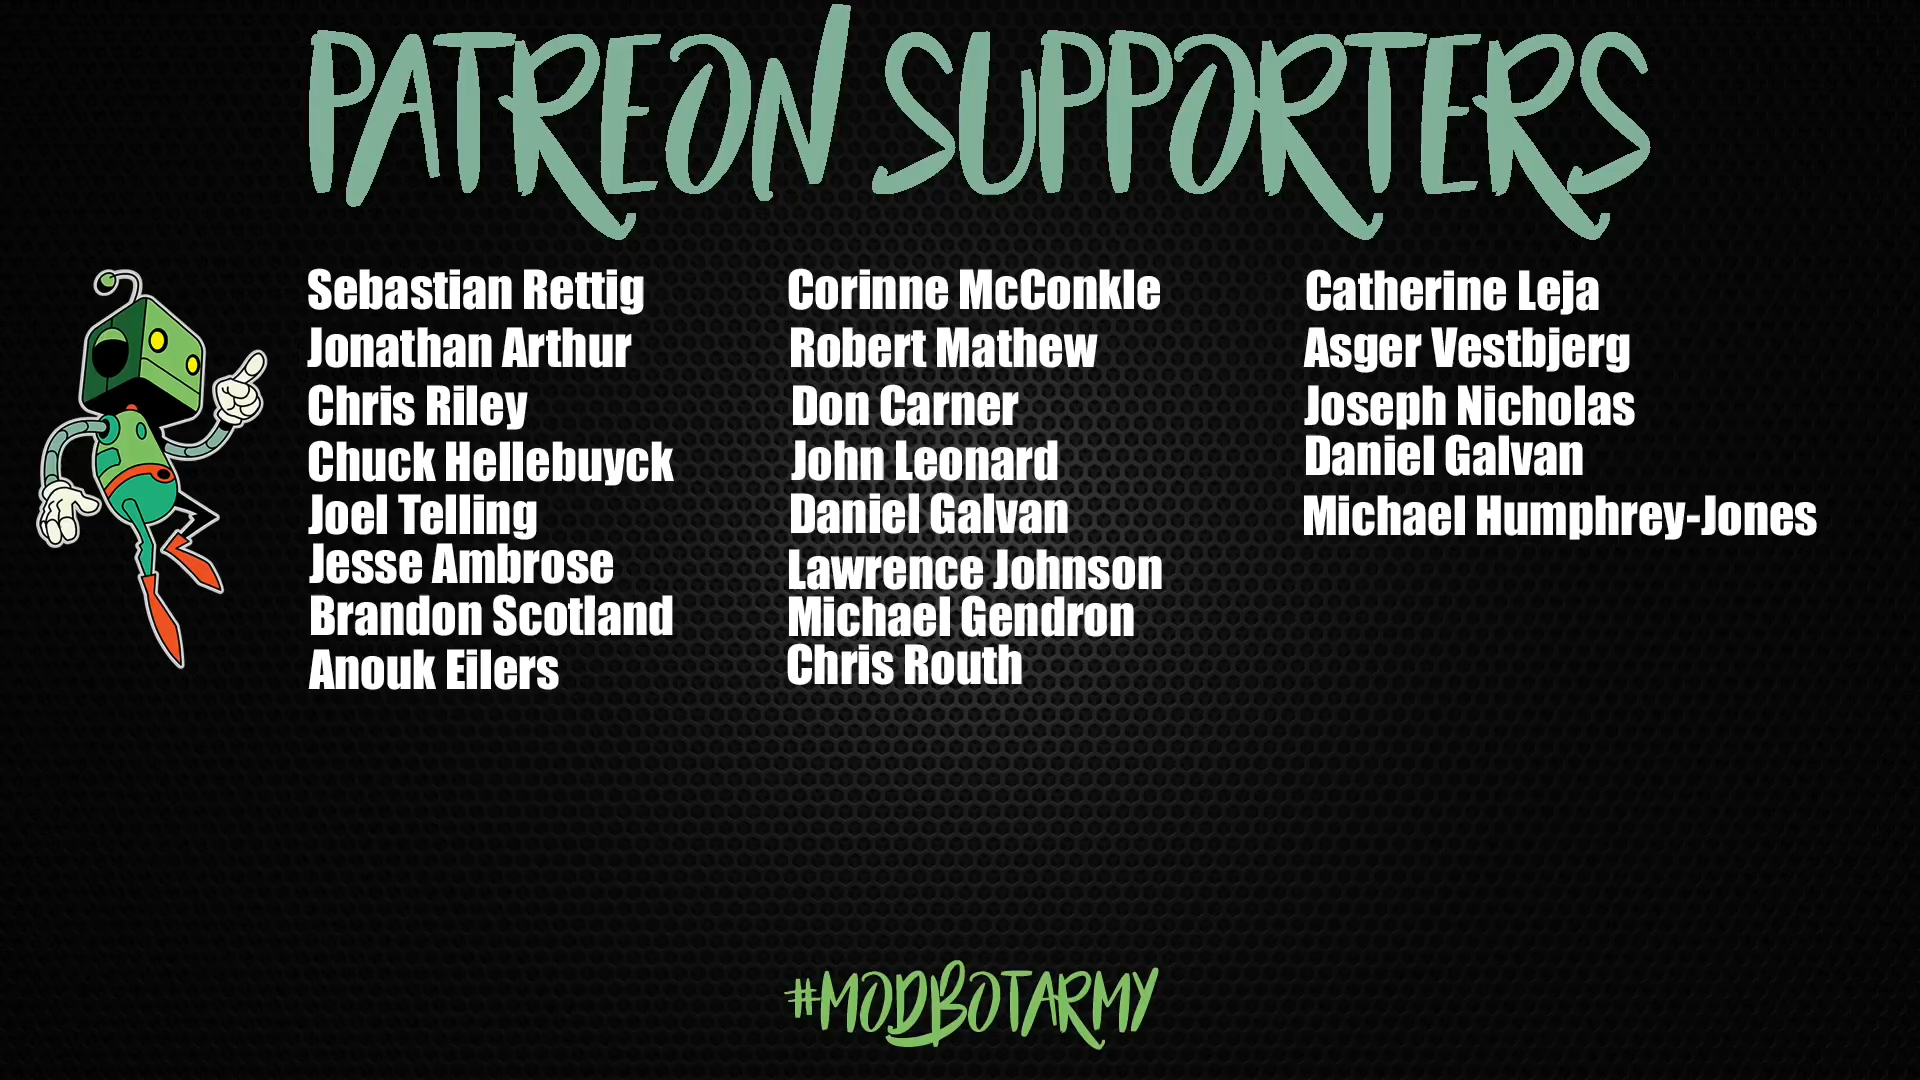 PATREON SUPPORTERS
Sebastian Rettig
Jonathan Arthur
Chris Riley
Chuck Hellebuyck
Joel Telling
Jesse Ambrose
Brandon Scotland
Anouk Eilers
Corinne McConkle
Robert Mathew
Don Carner
John Leonard
Daniel Galvan
Lawrence Johnson
Michael Gendron
Chris Routh
Catherine Leja
Asger Vestbjerg
Joseph Nicholas
Daniel Galvan
Michael Humphrey-Jones
#MODBOTARMY